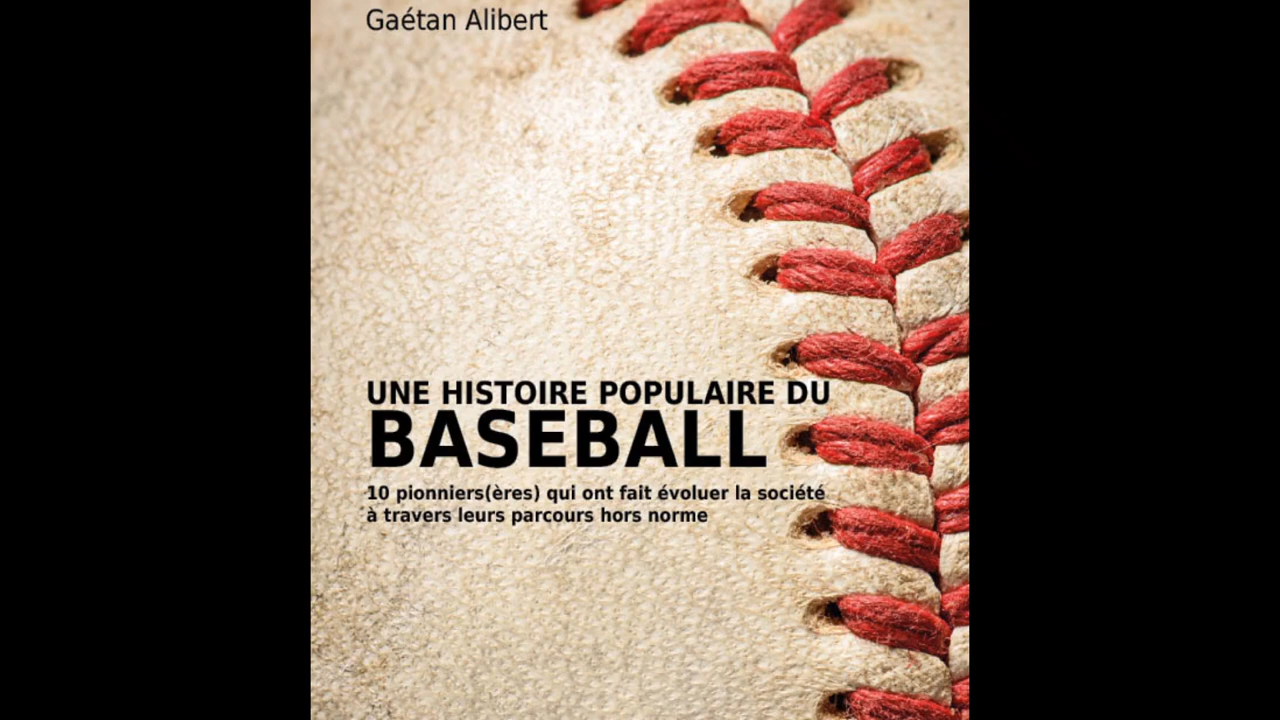 Gaétan Alibert
UNE HISTOIRE POPULAIRE DU
BASEBALL
10 pionniers(ères) qui ont fait évoluer la société
à travers leurs parcours hors norme